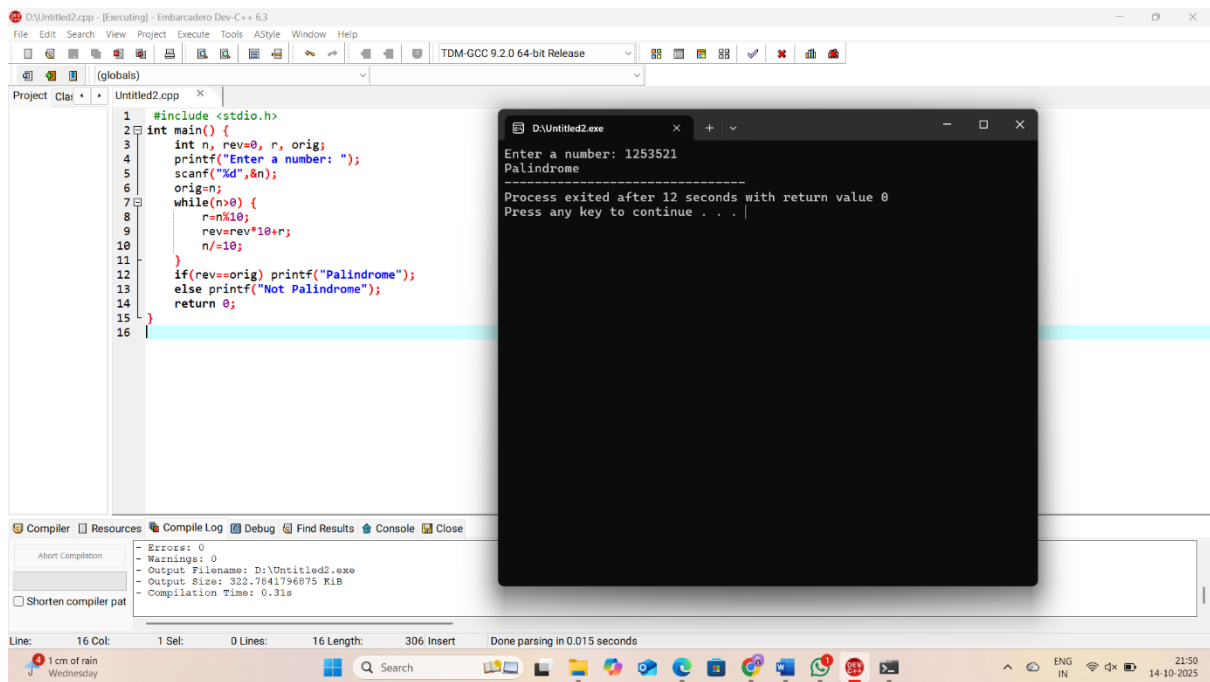 D:\Untitled2.cpp - [Executing] - Embarcadero Dev-C++ 6.3
File Edit Search View Project Execute Tools AStyle Window Help
TDM-GCC 9.2.0 64-bit Release
(globals)
Project Clas Untitled2.cpp
1 #include <stdio.h>
2 int main() {
3 int n, rev=0, r, orig;
4 printf("Enter a number: ");
5 scanf("%d",&n);
6 orig=n;
7 while(n>0) {
8 r=n%10;
9 rev=rev*10+r;
10 n/=10;
11 }
12 if(rev==orig) printf("Palindrome");
13 else printf("Not Palindrome");
14 return 0;
15 }
16
D:\Untitled2.exe
Enter a number: 1253521
Palindrome
--------------------------------
Process exited after 12 seconds with return value 0
Press any key to continue . . .
Compiler Resources Compile Log Debug Find Results Console Close
Abort Compilation
Shorten compiler pat
- Errors: 0
- Warnings: 0
- Output Filename: D:\Untitled2.exe
- Output Size: 322.7841796875 KiB
- Compilation Time: 0.31s
Line: 16 Col: 1 Sel: 0 Lines: 16 Length: 306 Insert Done parsing in 0.015 seconds
4
1 cm of rain
Wednesday
Search
1
DEV C++
ENG
IN
21:50
14-10-2025